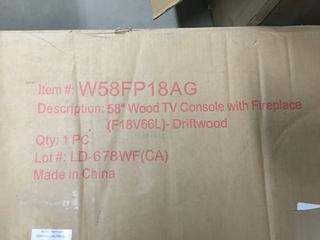 Item #: W58FP18AG
Description: 58" Wood TV Console with Fireplace
(F18V66L)- Driftwood
Qty: 1 PC
Lot #: LD-678WF(CA)
Made in China